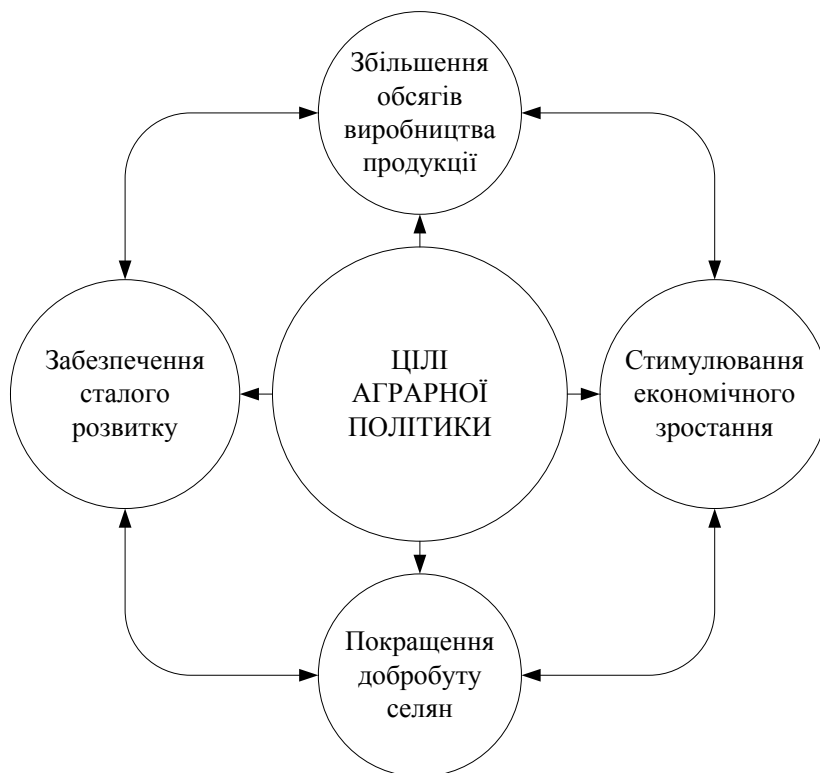 Збільшення
обсягів
виробництва
продукції
Забезпечення
сталого
розвитку
ЦІЛІ
АГРАРНОЇ
ПОЛІТИКИ
Стимулювання
економічного
зростання
Покращення
добробуту
селян